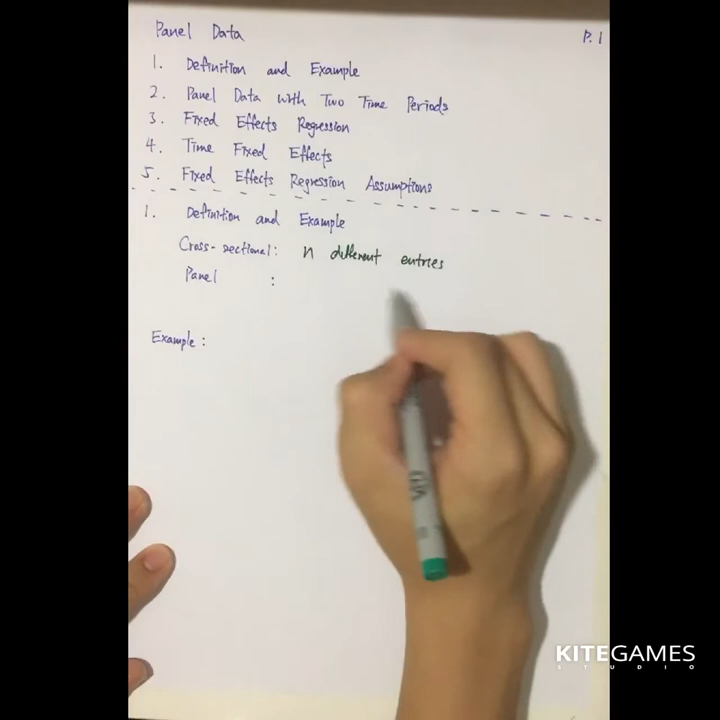 Panel Data P.1
1. Definition and Example
2. Panel Data with Two Time Periods
3. Fixed Effects Regression
4. Time Fixed Effects
5. Fixed Effects Regression Assumptions
1. Definition and Example
Cross-sectional: n different entries
Panel :
Example :
KITEGAMES
STUDIO